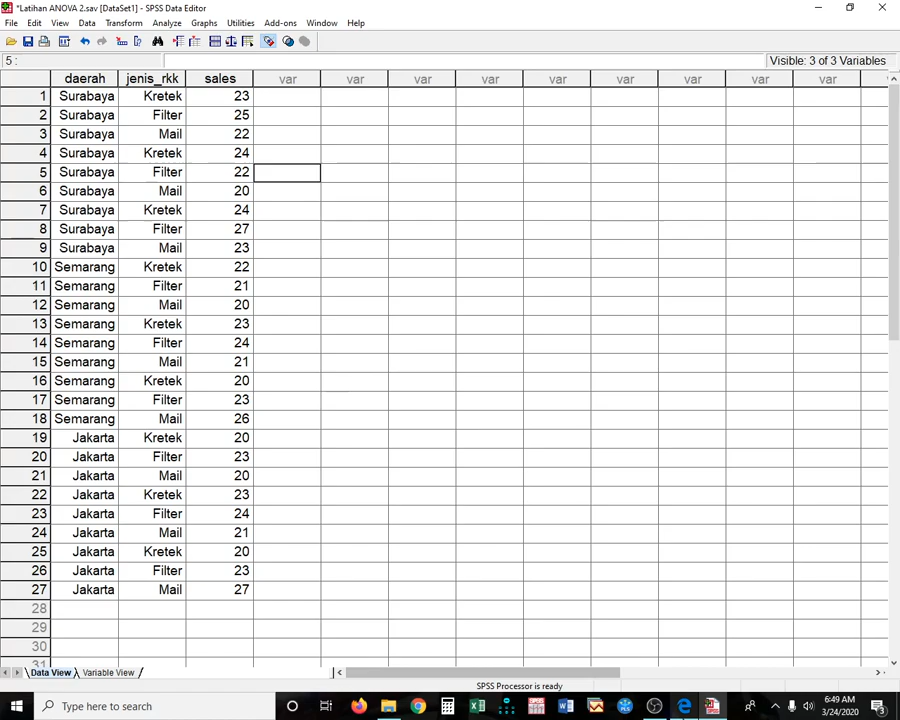 *Latihan ANOVA 2.sav [DataSet1] - SPSS Data Editor
File Edit View Data Transform Analyze Graphs Utilities Add-ons Window Help
5 :
Visible: 3 of 3 Variables
daerah jenis_rkk sales var var var var var var var var var
1 Surabaya Kretek 23
2 Surabaya Filter 25
3 Surabaya Mail 22
4 Surabaya Kretek 24
5 Surabaya Filter 22
6 Surabaya Mail 20
7 Surabaya Kretek 24
8 Surabaya Filter 27
9 Surabaya Mail 23
10 Semarang Kretek 22
11 Semarang Filter 21
12 Semarang Mail 20
13 Semarang Kretek 23
14 Semarang Filter 24
15 Semarang Mail 21
16 Semarang Kretek 20
17 Semarang Filter 23
18 Semarang Mail 26
19 Jakarta Kretek 20
20 Jakarta Filter 23
21 Jakarta Mail 20
22 Jakarta Kretek 23
23 Jakarta Filter 24
24 Jakarta Mail 21
25 Jakarta Kretek 20
26 Jakarta Filter 23
27 Jakarta Mail 27
28
29
30
31
Data View Variable View
SPSS Processor is ready
Type here to search
6:49 AM
3/24/2020
3